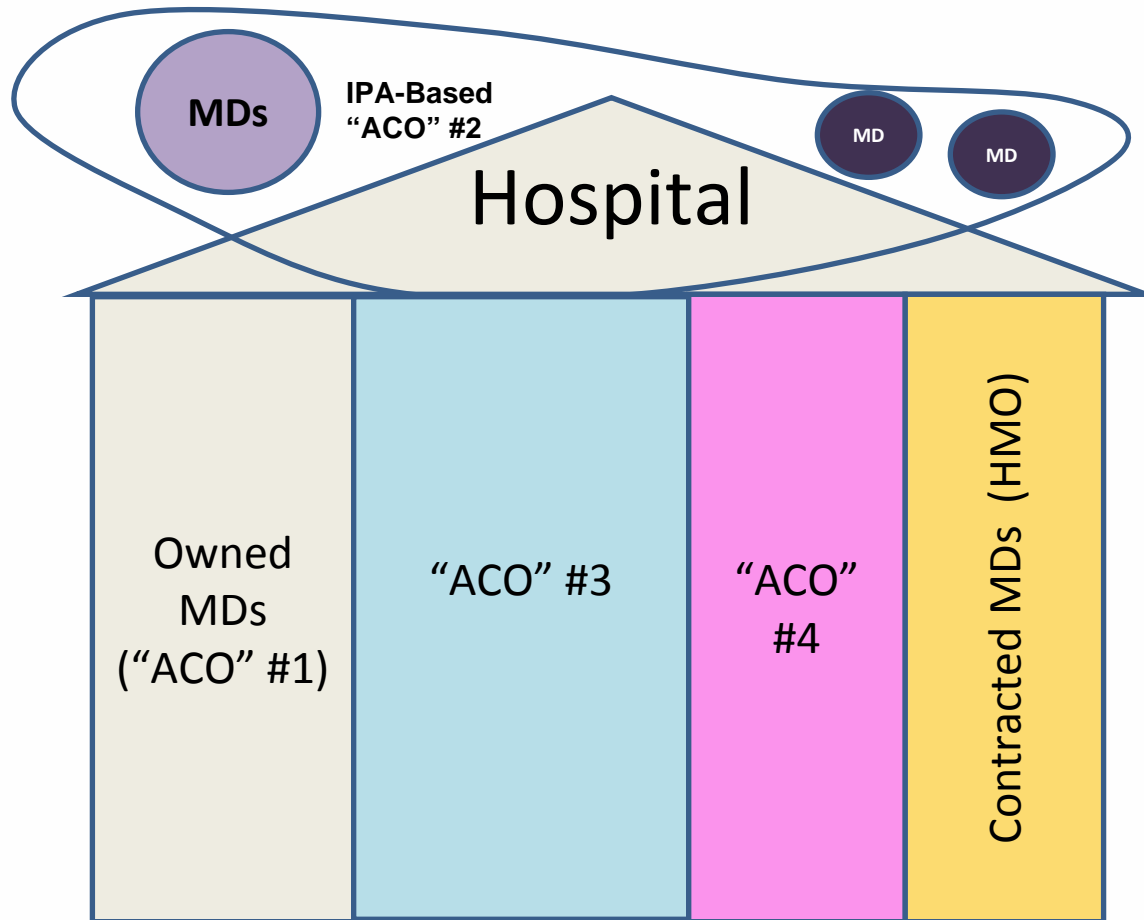 MDs
IPA-Based
“ACO” #2
MD
MD
Hospital
Owned
MDs
(“ACO” #1)
“ACO” #3
“ACO”
#4
Contracted MDs (HMO)